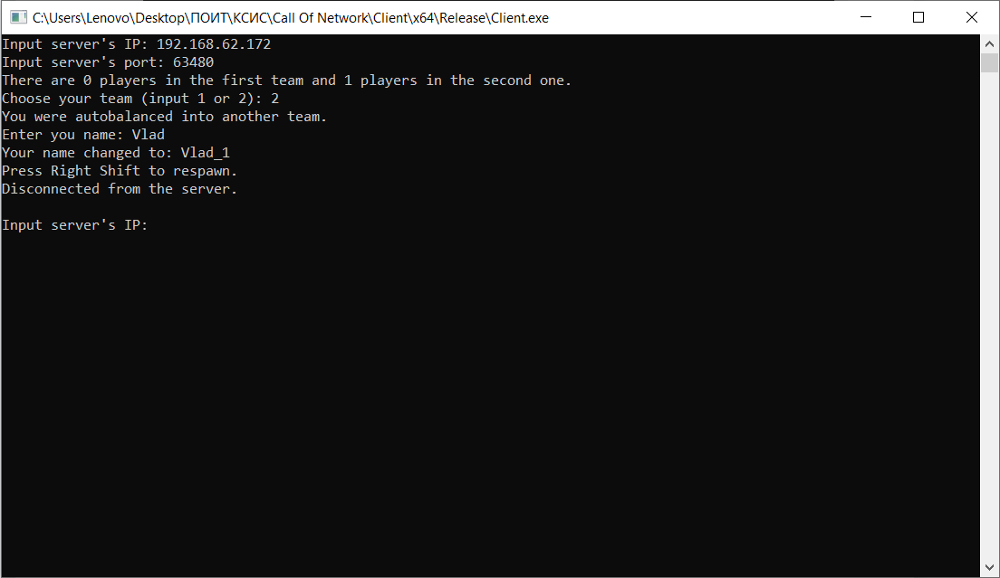 C:\Users\Lenovo\Desktop\ПОИТ\КСИС\Call Of Network\Client\x64\Release\Client.exe
Input server's IP: 192.168.62.172
Input server's port: 63480
There are 0 players in the first team and 1 players in the second one.
Choose your team (input 1 or 2): 2
You were autobalanced into another team.
Enter you name: Vlad
Your name changed to: Vlad_1
Press Right Shift to respawn.
Disconnected from the server.
Input server's IP: